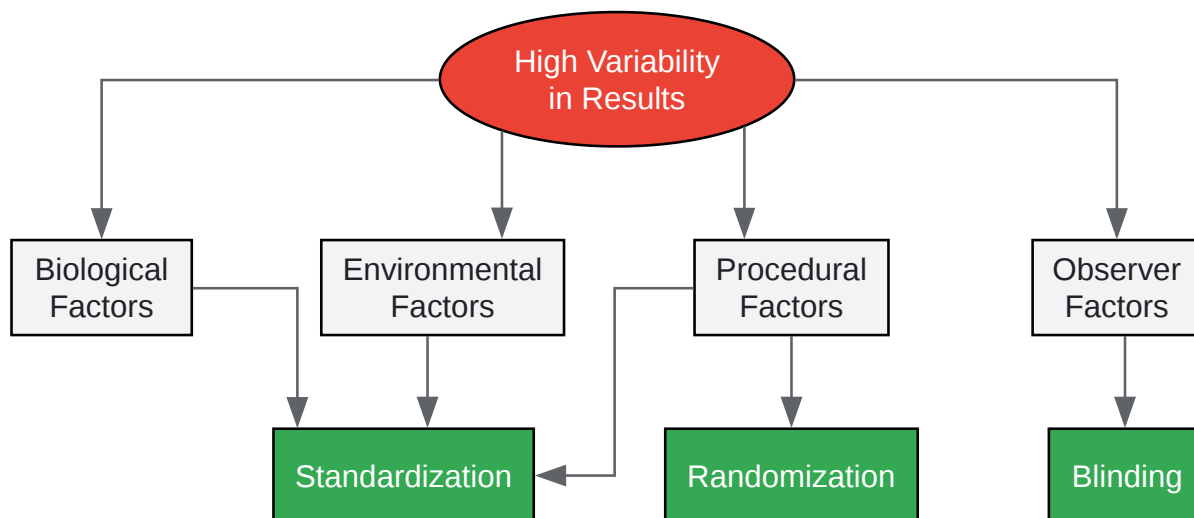 High Variability
in Results
Biological
Factors
Environmental
Factors
Procedural
Factors
Observer
Factors
Standardization
Randomization
Blinding